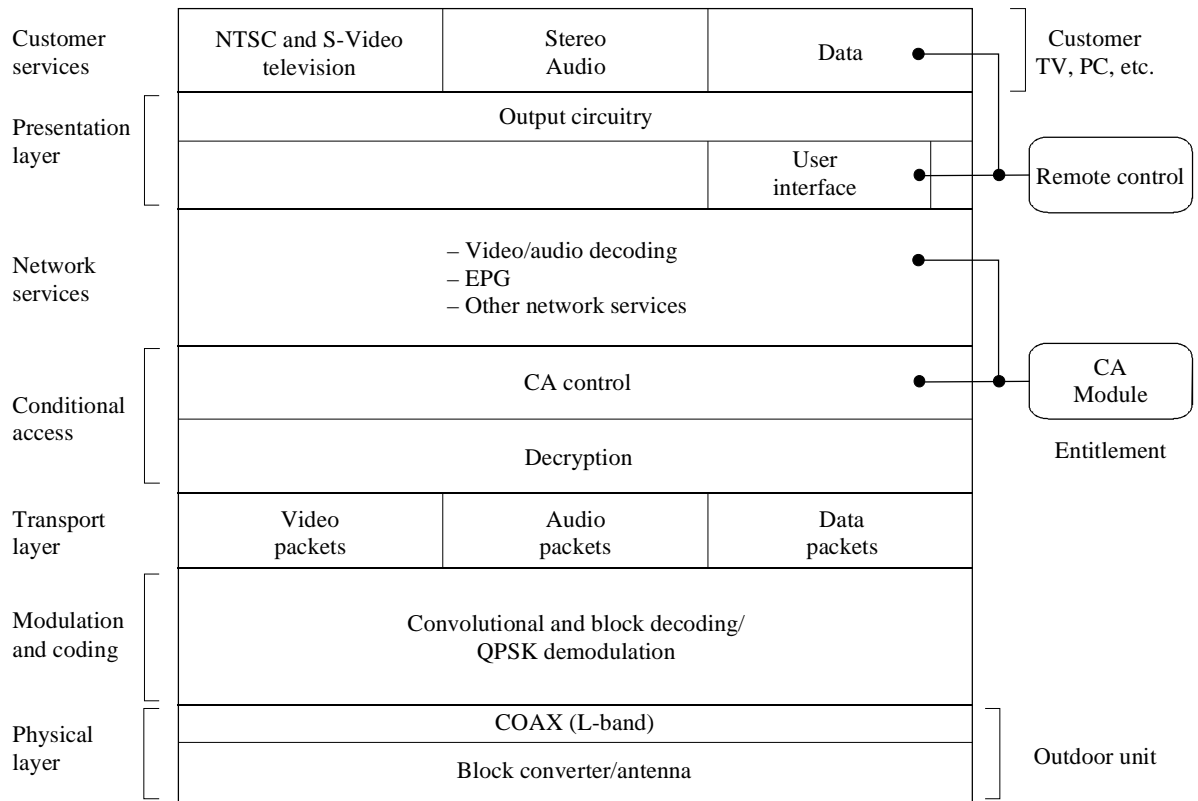 Customer
services
NTSC and S-Video
television
Stereo
Audio
Data
Customer
TV, PC, etc.
Presentation
layer
Output circuitry
User
interface
Remote control
Network
services
– Video/audio decoding
– EPG
– Other network services
Conditional
access
CA control
CA
Module
Decryption
Entitlement
Transport
layer
Video
packets
Audio
packets
Data
packets
Modulation
and coding
Convolutional and block decoding/
QPSK demodulation
Physical
layer
COAX (L-band)
Block converter/antenna
Outdoor unit